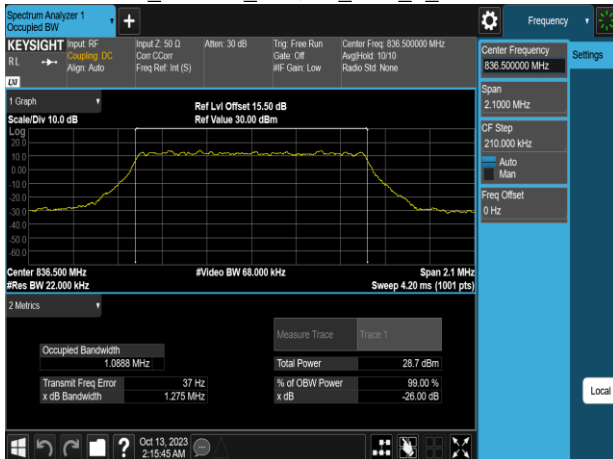 Spectrum Analyzer 1
Occupied BW
Frequency
KEYSIGHT
RL
LXI
Input: RF
Coupling: DC
Align: Auto
Input Z: 50 Ω
Corr CCorr
Freq Ref: Int (S)
Atten: 30 dB
Trig: Free Run
Gate: Off
#IF Gain: Low
Center Freq: 836.500000 MHz
Avg|Hold: 10/10
Radio Std: None
Center Frequency
836.500000 MHz
Settings
Span
2.1000 MHz
CF Step
210.000 kHz
Auto
Man
Freq Offset
0 Hz
Local
1 Graph
Scale/Div 10.0 dB
Ref Lvl Offset 15.50 dB
Ref Value 30.00 dBm
Log
20.0
10.0
0.00
-10.0
-20.0
-30.0
-40.0
-50.0
-60.0
Center 836.500 MHz
#Video BW 68.000 kHz
Span 2.1 MHz
#Res BW 22.000 kHz
Sweep 4.20 ms (1001 pts)
2 Metrics
Measure Trace
Trace 1
Occupied Bandwidth
1.0888 MHz
Total Power
28.7 dBm
Transmit Freq Error
37 Hz
% of OBW Power
99.00 %
x dB Bandwidth
1.275 MHz
x dB
-26.00 dB
?
Oct 13, 2023
2:15:45 AM